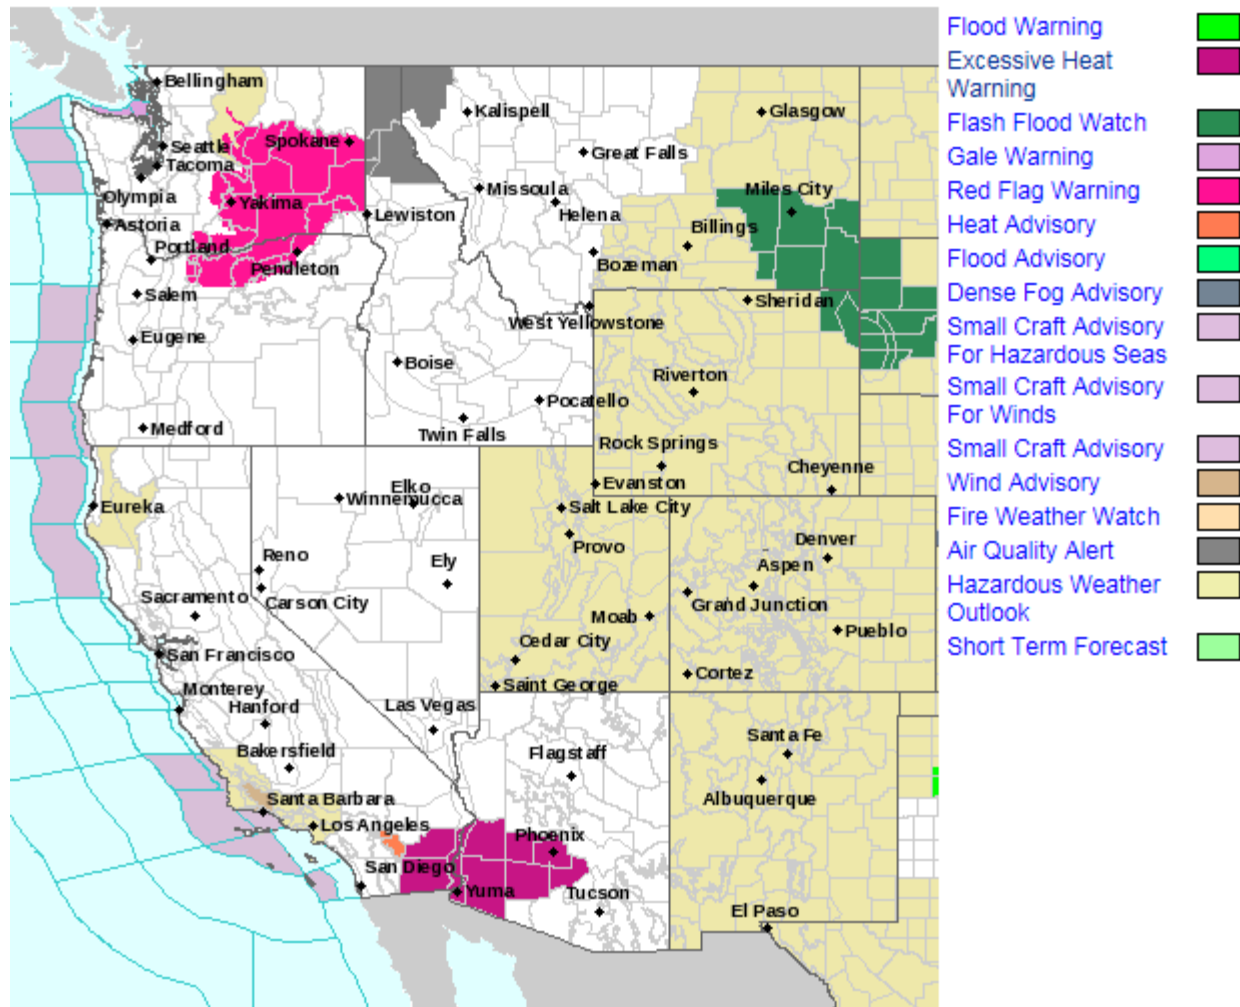 Bellingham
Kalispell
Glasgow
Seattle
Spokane
Tacoma
Great Falls
Olympia
Yakima
Missoula
Miles City
Astoria
Lewiston
Helena
Billings
Portland
Pendleton
Bozeman
Salem
Sheridan
Eugene
West Yellowstone
Boise
Riverton
Pocatello
Medford
Twin Falls
Rock Springs
Cheyenne
Eureka
Elko
Winnemucca
Evanston
Salt Lake City
Provo
Denver
Reno
Ely
Aspen
Sacramento
Carson City
Moab
Grand Junction
San Francisco
Cedar City
Pueblo
Monterey
Saint George
Cortez
Hanford
Las Vegas
Santa Fe
Bakersfield
Flagstaff
Albuquerque
Santa Barbara
Los Angeles
Phoenix
San Diego
Yuma
Tucson
El Paso
Flood Warning
Excessive Heat
Warning
Flash Flood Watch
Gale Warning
Red Flag Warning
Heat Advisory
Flood Advisory
Dense Fog Advisory
Small Craft Advisory
For Hazardous Seas
Small Craft Advisory
For Winds
Small Craft Advisory
Wind Advisory
Fire Weather Watch
Air Quality Alert
Hazardous Weather
Outlook
Short Term Forecast